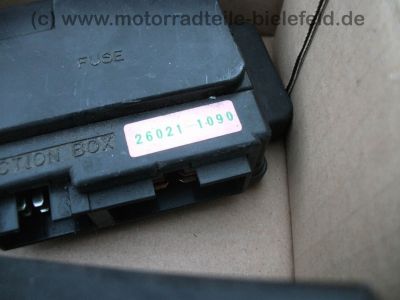 (c) www.motorradteile-bielefeld.de
FUSE
26021-1090
CTION BOX